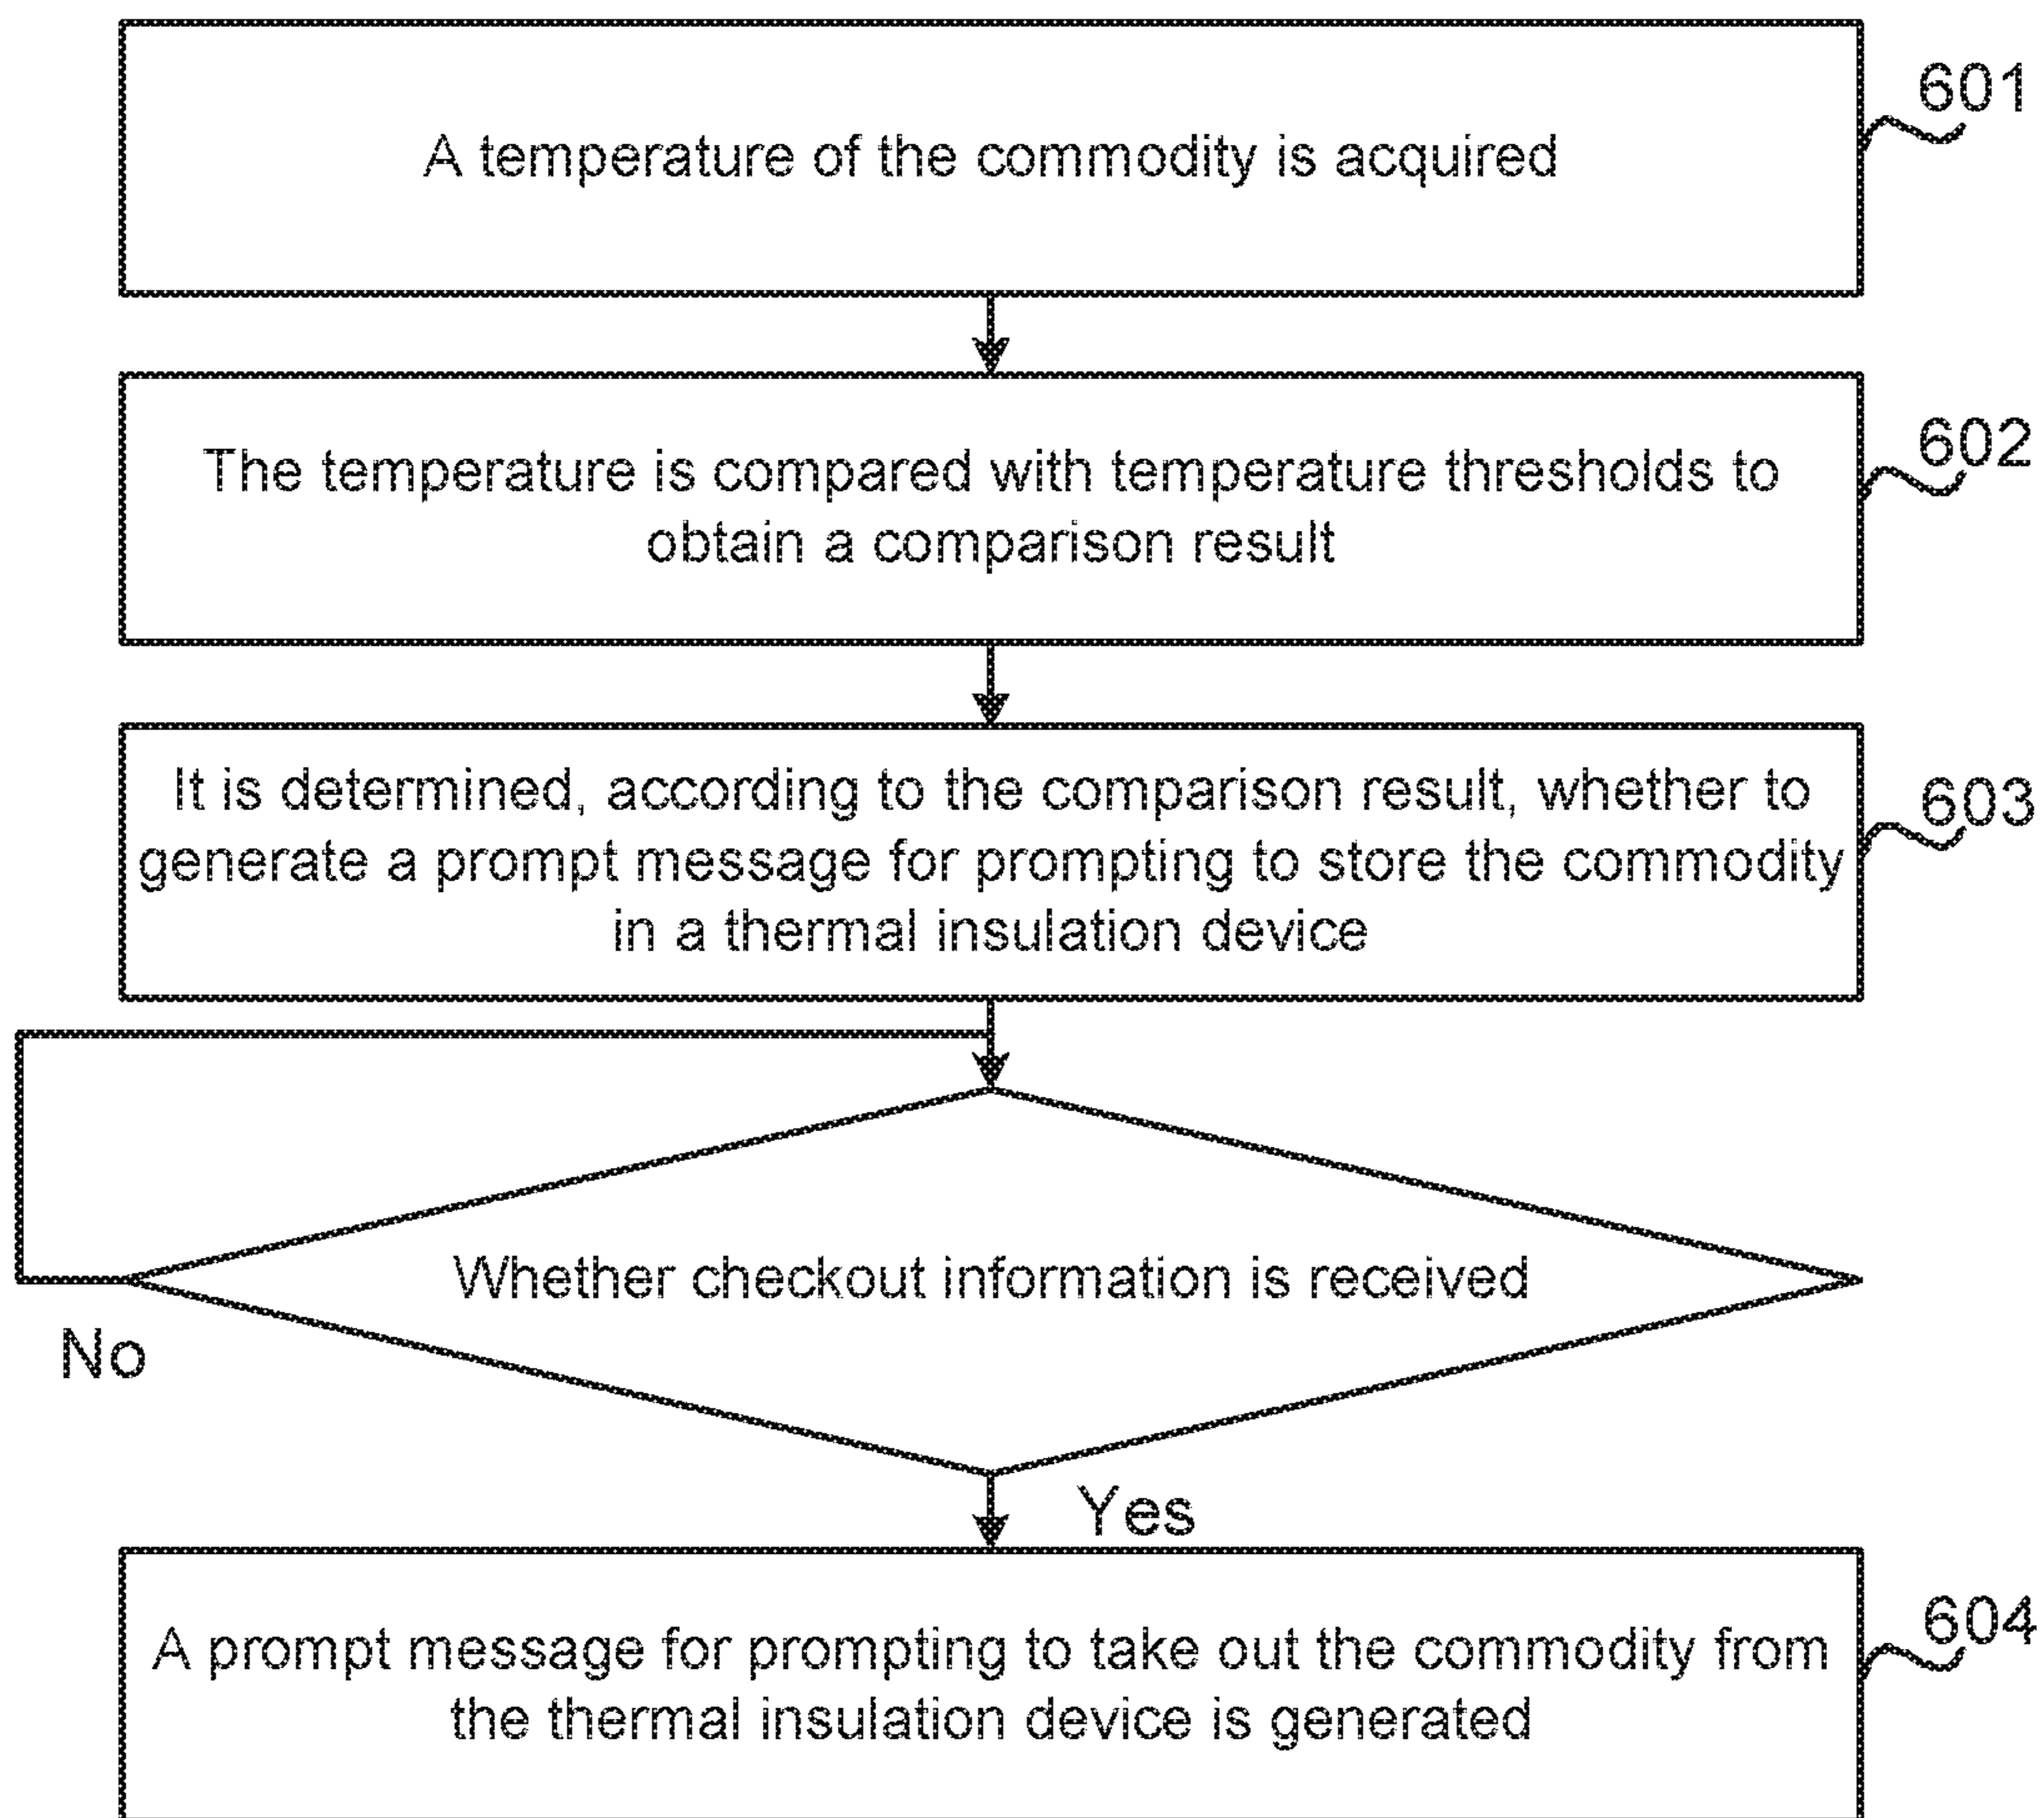 A temperature of the commodity is acquired
601
The temperature is compared with temperature thresholds to
obtain a comparison result
602
It is determined, according to the comparison result, whether to
generate a prompt message for prompting to store the commodity
in a thermal insulation device
603
Whether checkout information is received
No
Yes
A prompt message for prompting to take out the commodity from
the thermal insulation device is generated
604